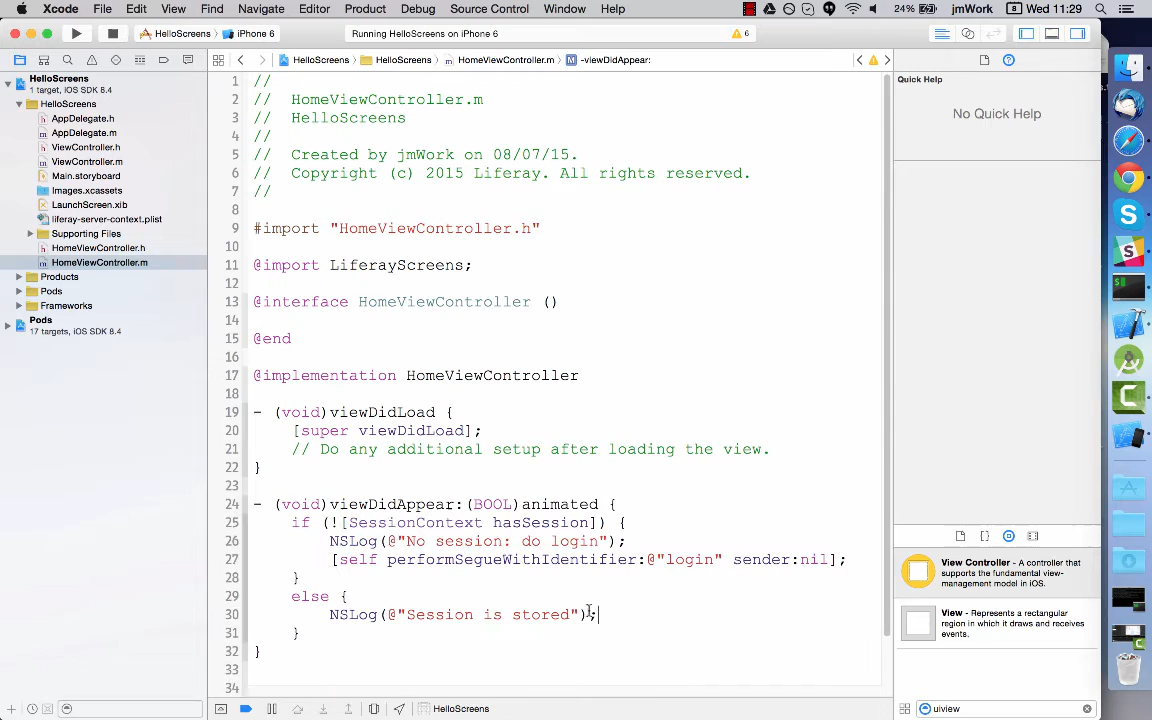 Xcode File Edit View Find Navigate Editor Product Debug Source Control Window Help 24% jmWork Wed 11:29
HelloScreens iPhone 6 Running HelloScreens on iPhone 6 6
HelloScreens HelloScreens HomeViewController.m M -viewDidAppear:
HelloScreens
1 target, iOS SDK 8.4
HelloScreens
AppDelegate.h
AppDelegate.m
ViewController.h
ViewController.m
Main.storyboard
Images.xcassets
LaunchScreen.xib
liferay-server-context.plist
Supporting Files
HomeViewController.h
HomeViewController.m
Products
Pods
Frameworks
Pods
17 targets, iOS SDK 8.4
1 //
2 // HomeViewController.m
3 // HelloScreens
4 //
5 // Created by jmWork on 08/07/15.
6 // Copyright (c) 2015 Liferay. All rights reserved.
7 //
8
9 #import "HomeViewController.h"
10
11 @import LiferayScreens;
12
13 @interface HomeViewController ()
14
15 @end
16
17 @implementation HomeViewController
18
19 - (void)viewDidLoad {
20 [super viewDidLoad];
21 // Do any additional setup after loading the view.
22 }
23
24 - (void)viewDidAppear:(BOOL)animated {
25 if (![SessionContext hasSession]) {
26 NSLog(@"No session: do login");
27 [self performSegueWithIdentifier:@"login" sender:nil];
28 }
29 else {
30 NSLog(@"Session is stored");
31 }
32 }
33
34
HelloScreens
Quick Help
No Quick Help
View Controller - A controller that
supports the fundamental view-
management model in iOS.
View - Represents a rectangular
region in which it draws and receives
events.
uiview